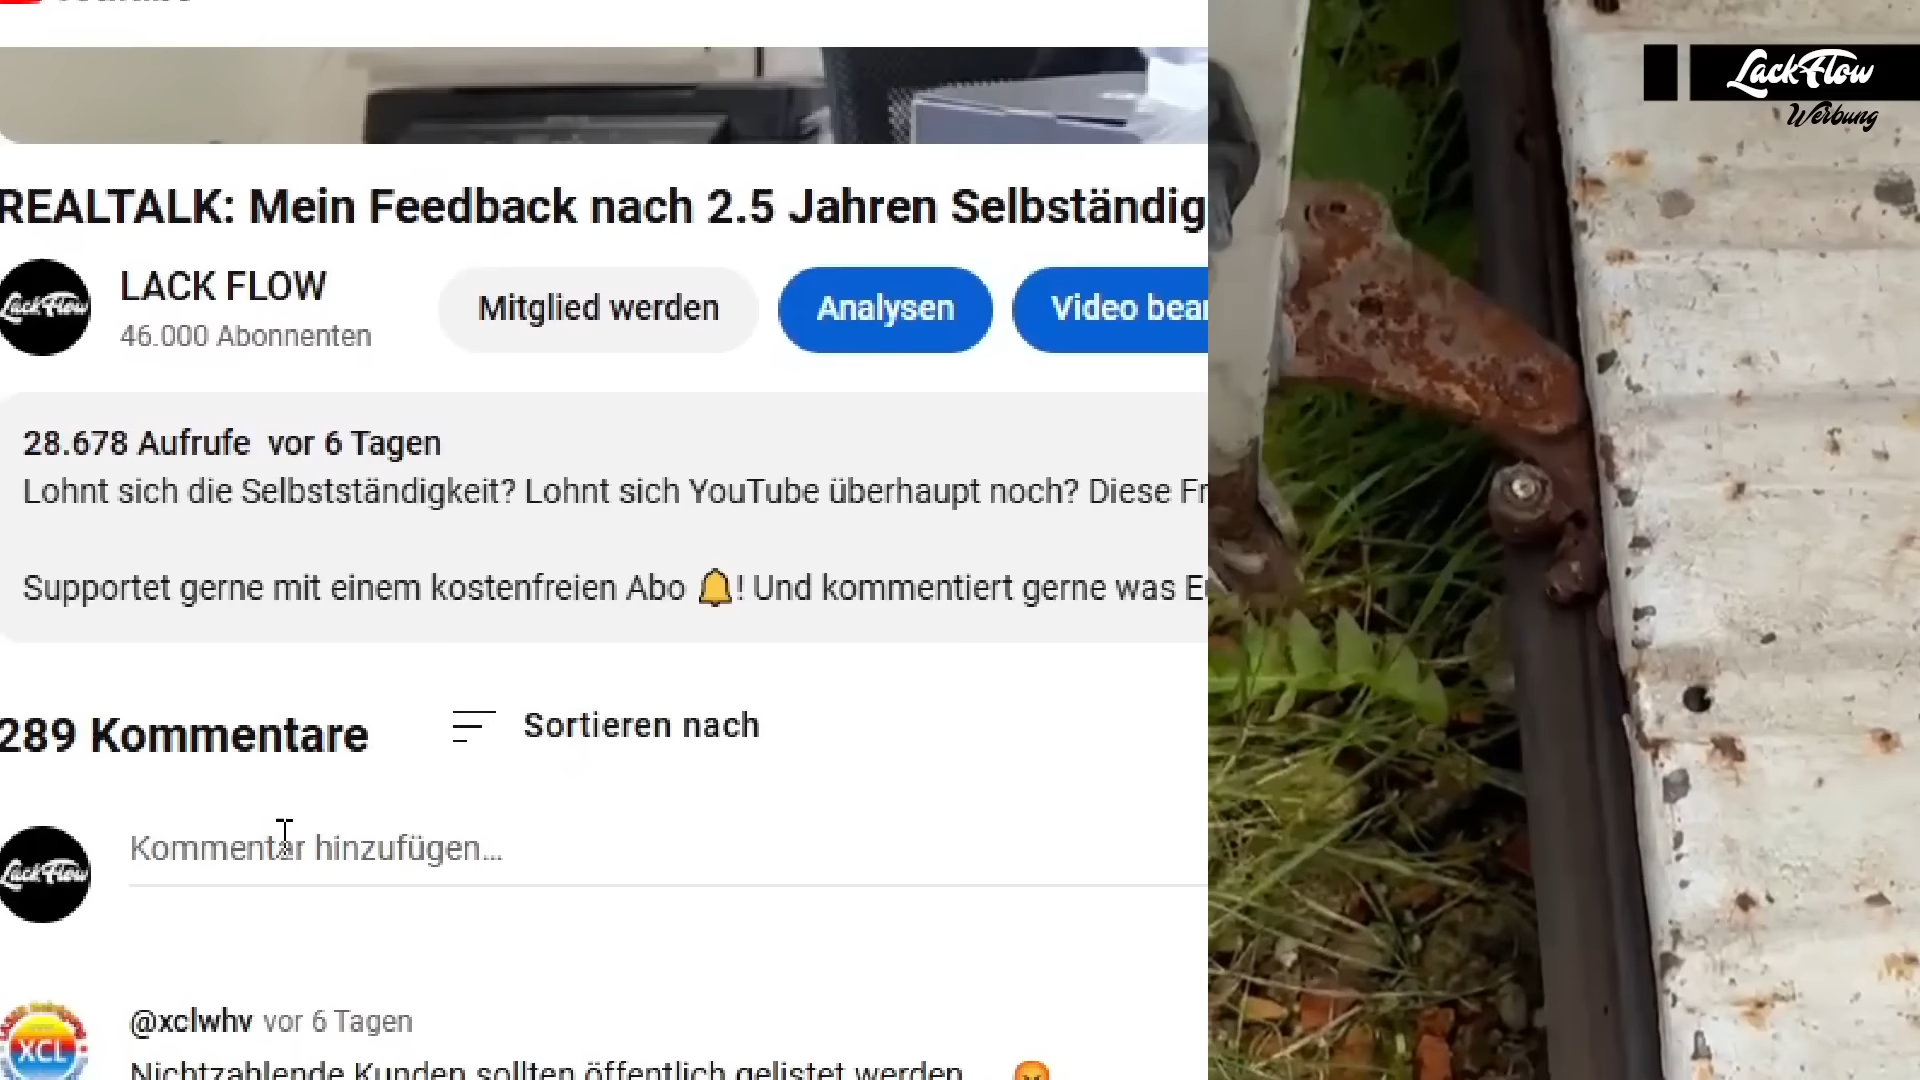 LackFlow
Werbung
REALTALK: Mein Feedback nach 2.5 Jahren Selbständig
LackFlow
LACK FLOW
46.000 Abonnenten
Mitglied werden
Analysen
Video bear
28.678 Aufrufe vor 6 Tagen
Lohnt sich die Selbstständigkeit? Lohnt sich YouTube überhaupt noch? Diese Fr
Supportet gerne mit einem kostenfreien Abo 🔔! Und kommentiert gerne was E
289 Kommentare
Sortieren nach
LackFlow
Kommentar hinzufügen...
@xclwhv vor 6 Tagen
XCL
Nichtzahlende Kunden sollten öffentlich gelistet werden